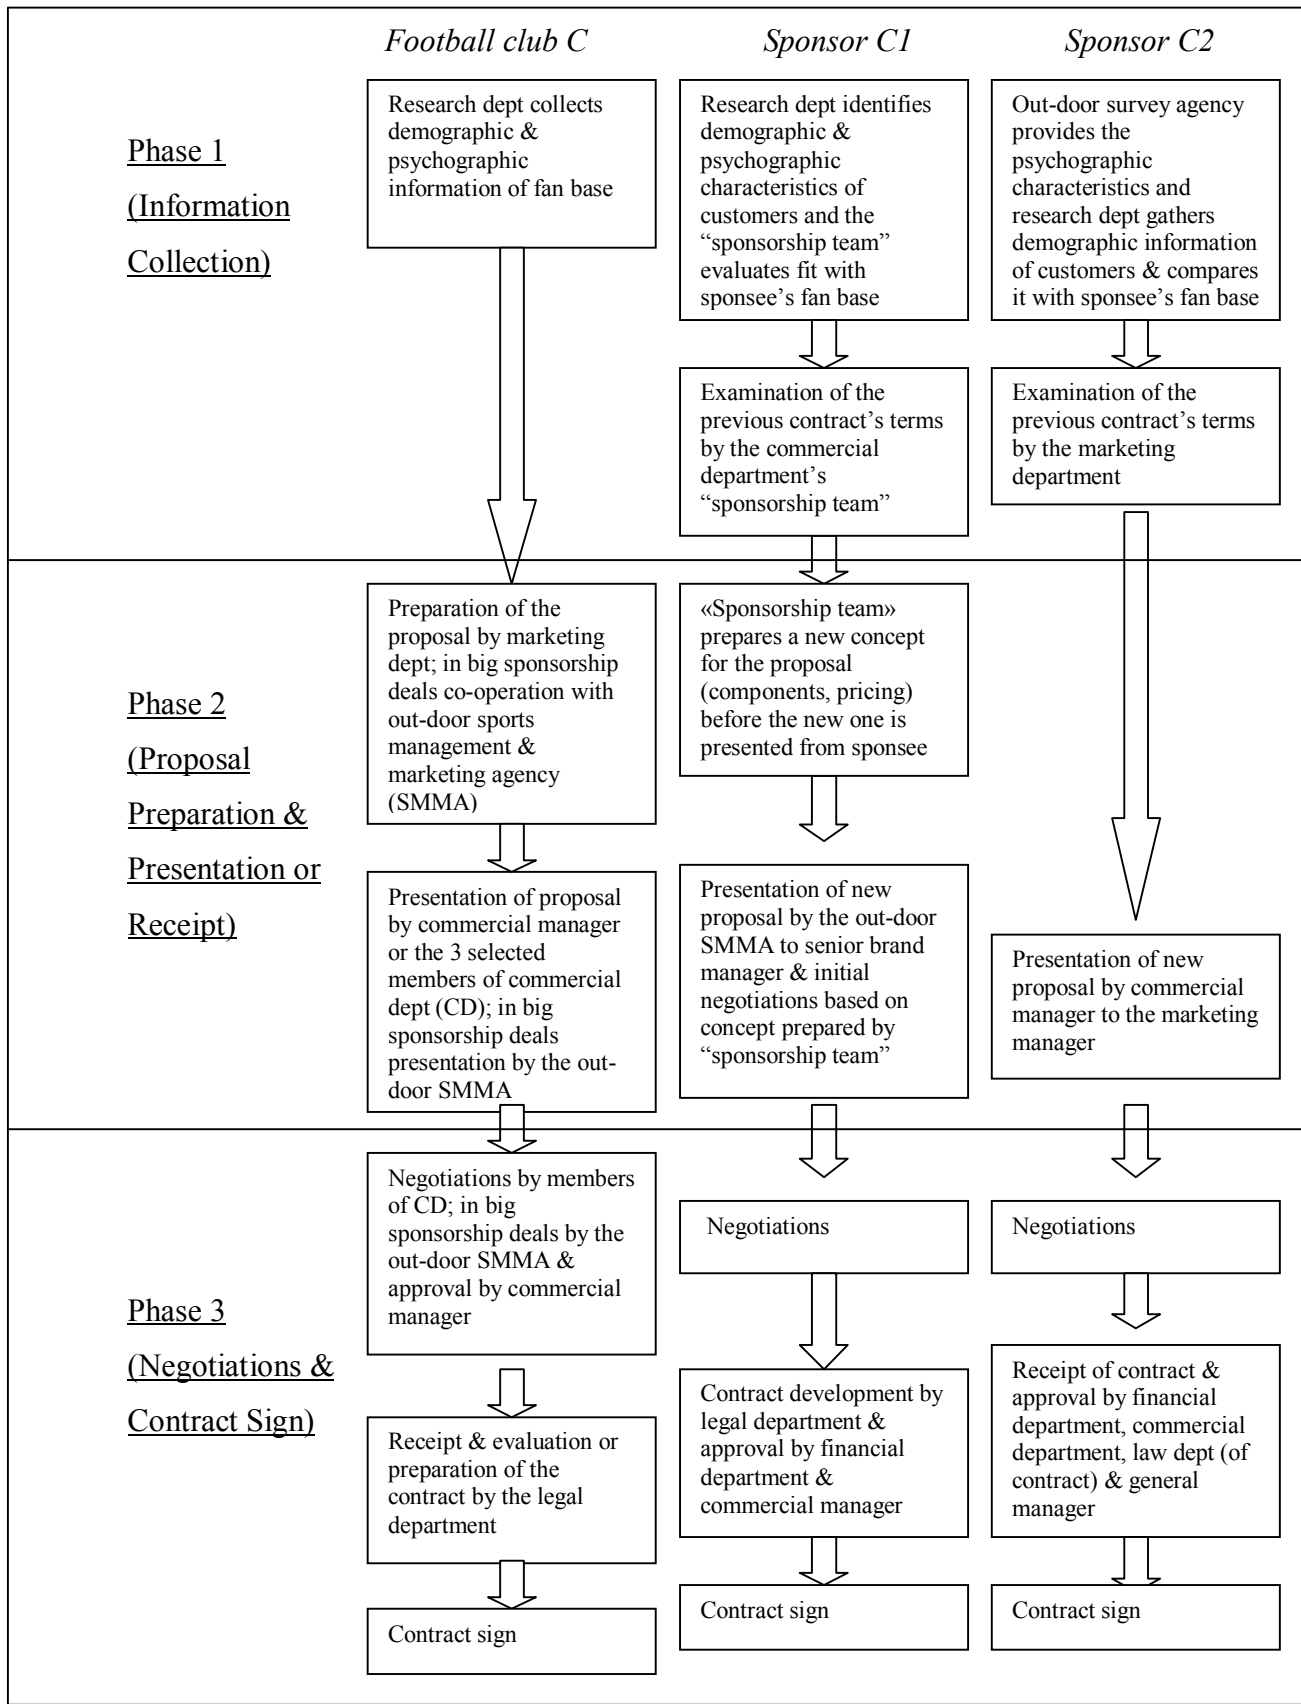 Football club C
Sponsor C1
Sponsor C2
Phase 1
(Information
Collection)
Research dept collects
demographic &
psychographic
information of fan base
Research dept identifies
demographic &
psychographic
characteristics of
customers and the
“sponsorship team”
evaluates fit with
sponsee’s fan base
Out-door survey agency
provides the
psychographic
characteristics and
research dept gathers
demographic information
of customers & compares
it with sponsee’s fan base
Examination of the
previous contract’s terms
by the commercial
department’s
“sponsorship team”
Examination of the
previous contract’s terms
by the marketing
department
Phase 2
(Proposal
Preparation &
Presentation or
Receipt)
Preparation of the
proposal by marketing
dept; in big sponsorship
deals co-operation with
out-door sports
management &
marketing agency
(SMMA)
«Sponsorship team»
prepares a new concept
for the proposal
(components, pricing)
before the new one is
presented from sponsee
Presentation of proposal
by commercial manager
or the 3 selected
members of commercial
dept (CD); in big
sponsorship deals
presentation by the out-
door SMMA
Presentation of new
proposal by the out-door
SMMA to senior brand
manager & initial
negotiations based on
concept prepared by
“sponsorship team”
Presentation of new
proposal by commercial
manager to the marketing
manager
Phase 3
(Negotiations &
Contract Sign)
Negotiations by members
of CD; in big
sponsorship deals by the
out-door SMMA &
approval by commercial
manager
Negotiations
Negotiations
Receipt & evaluation or
preparation of the
contract by the legal
department
Contract development by
legal department &
approval by financial
department &
commercial manager
Receipt of contract &
approval by financial
department, commercial
department, law dept (of
contract) & general
manager
Contract sign
Contract sign
Contract sign